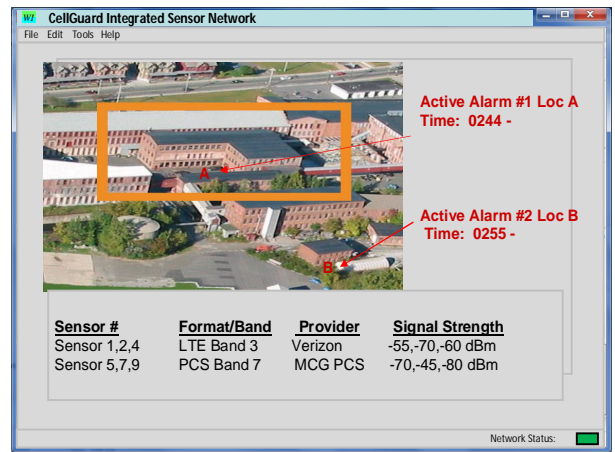 WI CellGuard Integrated Sensor Network
File Edit Tools Help
Active Alarm #1 Loc A
Time: 0244 -
A
Active Alarm #2 Loc B
Time: 0255 -
B
Sensor # Format/Band Provider Signal Strength
Sensor 1,2,4 LTE Band 3 Verizon -55,-70,-60 dBm
Sensor 5,7,9 PCS Band 7 MCG PCS -70,-45,-80 dBm
Network Status: